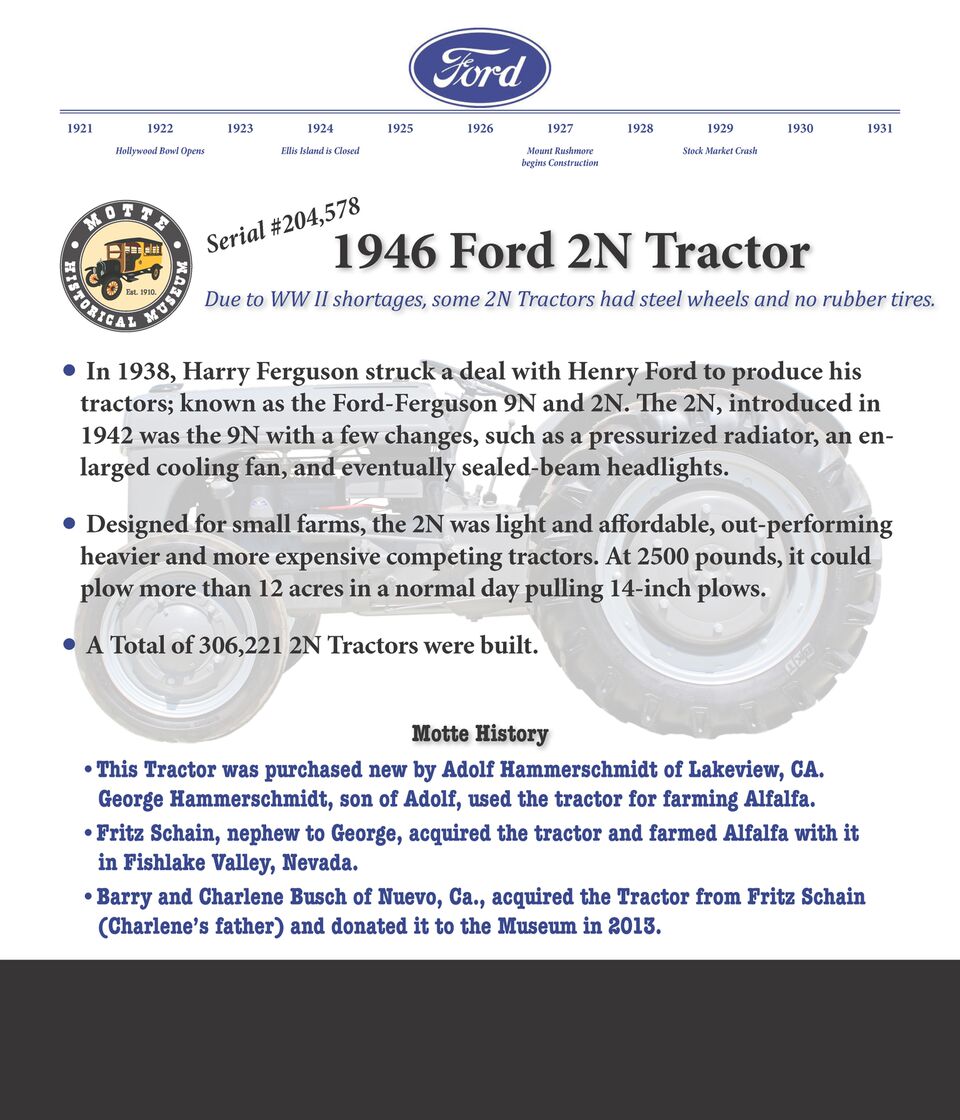 Ford
1921 1922 1923 1924 1925 1926 1927 1928 1929 1930 1931
Hollywood Bowl Opens Ellis Island is Closed Mount Rushmore Stock Market Crash
begins Construction
MOTTE
HISTORICAL MUSEUM
Est. 1910.
Serial #204,578
1946 Ford 2N Tractor
Due to WW II shortages, some 2N Tractors had steel wheels and no rubber tires.
• In 1938, Harry Ferguson struck a deal with Henry Ford to produce his
tractors; known as the Ford-Ferguson 9N and 2N. The 2N, introduced in
1942 was the 9N with a few changes, such as a pressurized radiator, an en-
larged cooling fan, and eventually sealed-beam headlights.
• Designed for small farms, the 2N was light and affordable, out-performing
heavier and more expensive competing tractors. At 2500 pounds, it could
plow more than 12 acres in a normal day pulling 14-inch plows.
• A Total of 306,221 2N Tractors were built.
Motte History
• This Tractor was purchased new by Adolf Hammerschmidt of Lakeview, CA.
George Hammerschmidt, son of Adolf, used the tractor for farming Alfalfa.
• Fritz Schain, nephew to George, acquired the tractor and farmed Alfalfa with it
in Fishlake Valley, Nevada.
• Barry and Charlene Busch of Nuevo, Ca., acquired the Tractor from Fritz Schain
(Charlene's father) and donated it to the Museum in 2013.